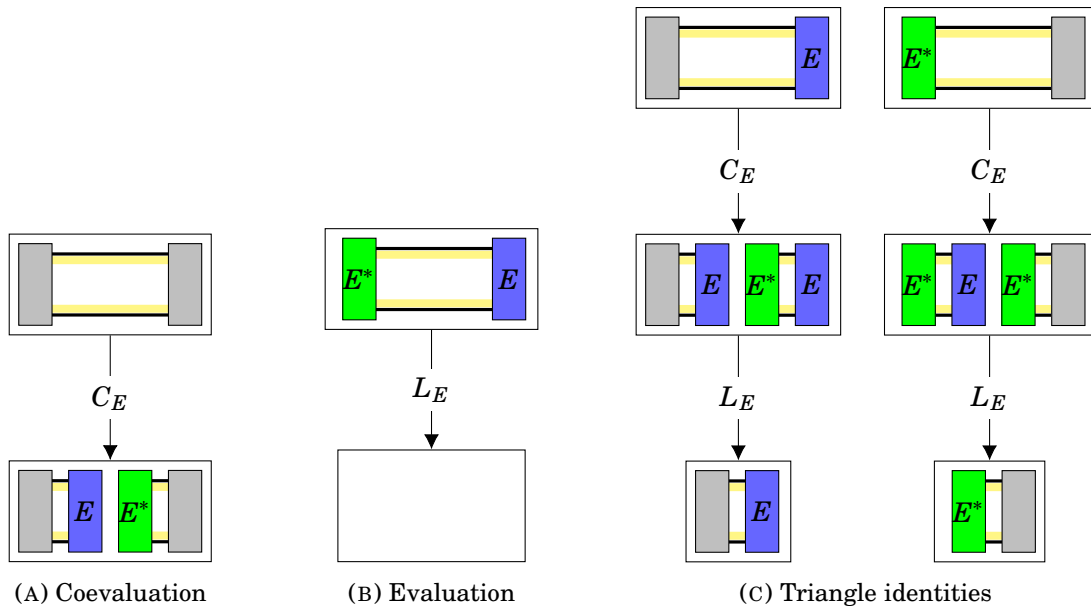 E E*
C_E C_E
E* E
E E* E E* E E*
L_E
C_E L_E L_E
E E* E E*
(A) Coevaluation (B) Evaluation (C) Triangle identities